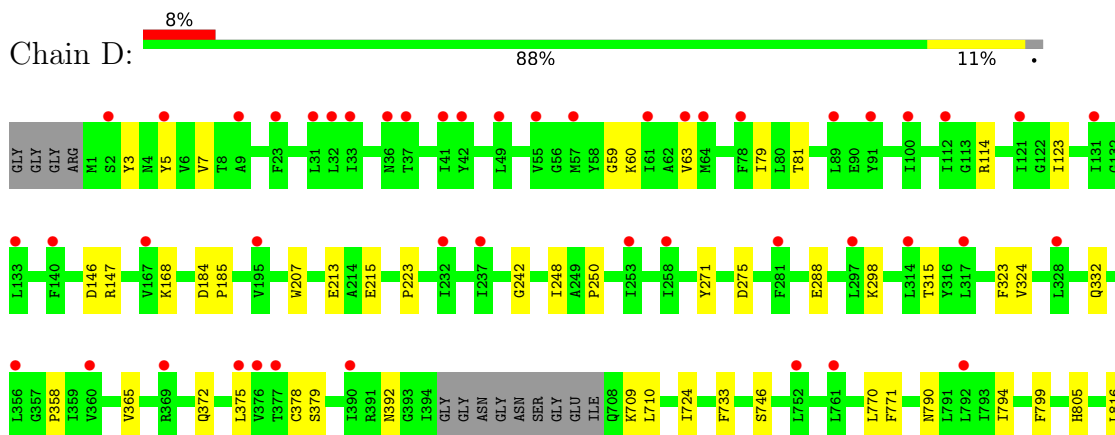 8%
Chain D:
88% 11% •
GLY GLY GLY ARG M1 S2 Y3 N4 Y5 V6 V7 T8 A9 F23 L31 L32 I33 N36 T37 I41 Y42 L49 V55 G56 M57 Y58 G59 K60 I61 A62 V63 M64 F78 I79 L80 T81 L89 E90 Y91 I100 I112 G113 R114 I121 G122 I123 I131 G132
L133 F140 D146 R147 V167 K168 D184 P185 V195 W207 E213 A214 E215 P223 I232 I237 G242 I248 A249 P250 I253 I258 Y271 D275 F281 E288 L297 K298 L314 T315 Y316 L317 F323 V324 L328 Q332
L356 G357 P358 I359 V360 V365 R369 Q372 L375 V376 T377 C378 S379 I390 R391 N392 G393 I394 GLY GLY ASN GLY ASN SER GLY GLU ILE Q708 K709 L710 I724 F733 S746 L752 L761 L770 F771 N790 L791 L792 I793 I794 F799 H805